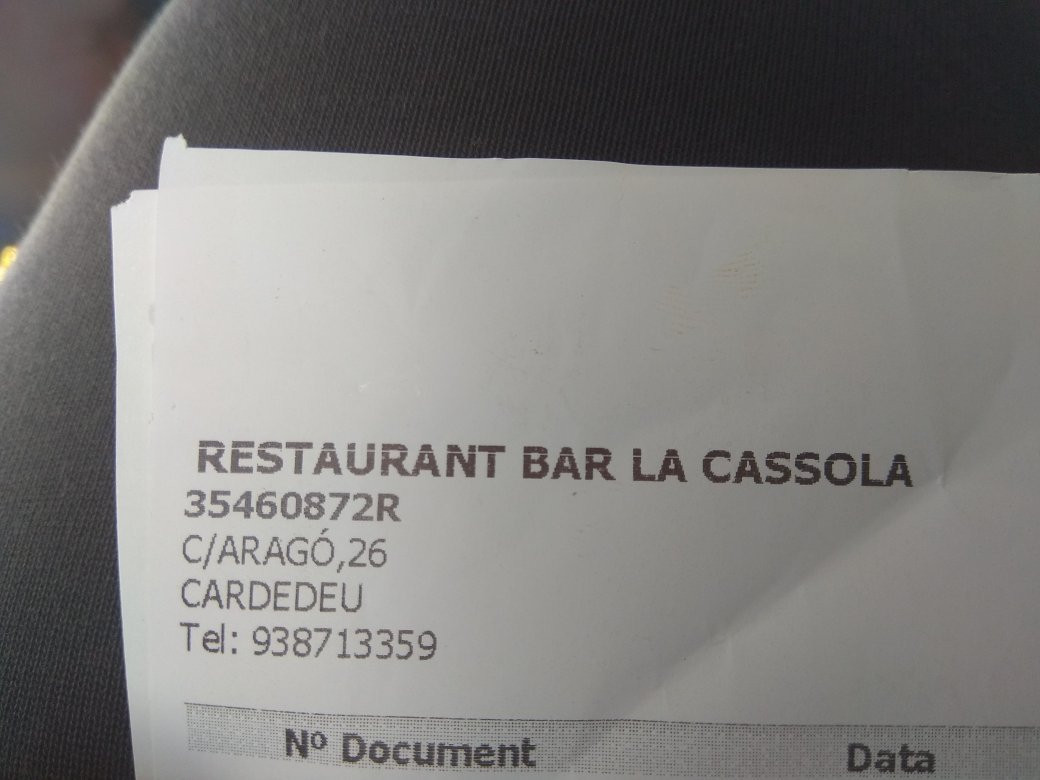 RESTAURANT BAR LA CASSOLA
35460872R
C/ARAGÓ,26
CARDEDEU
Tel: 938713359
Nº Document Data